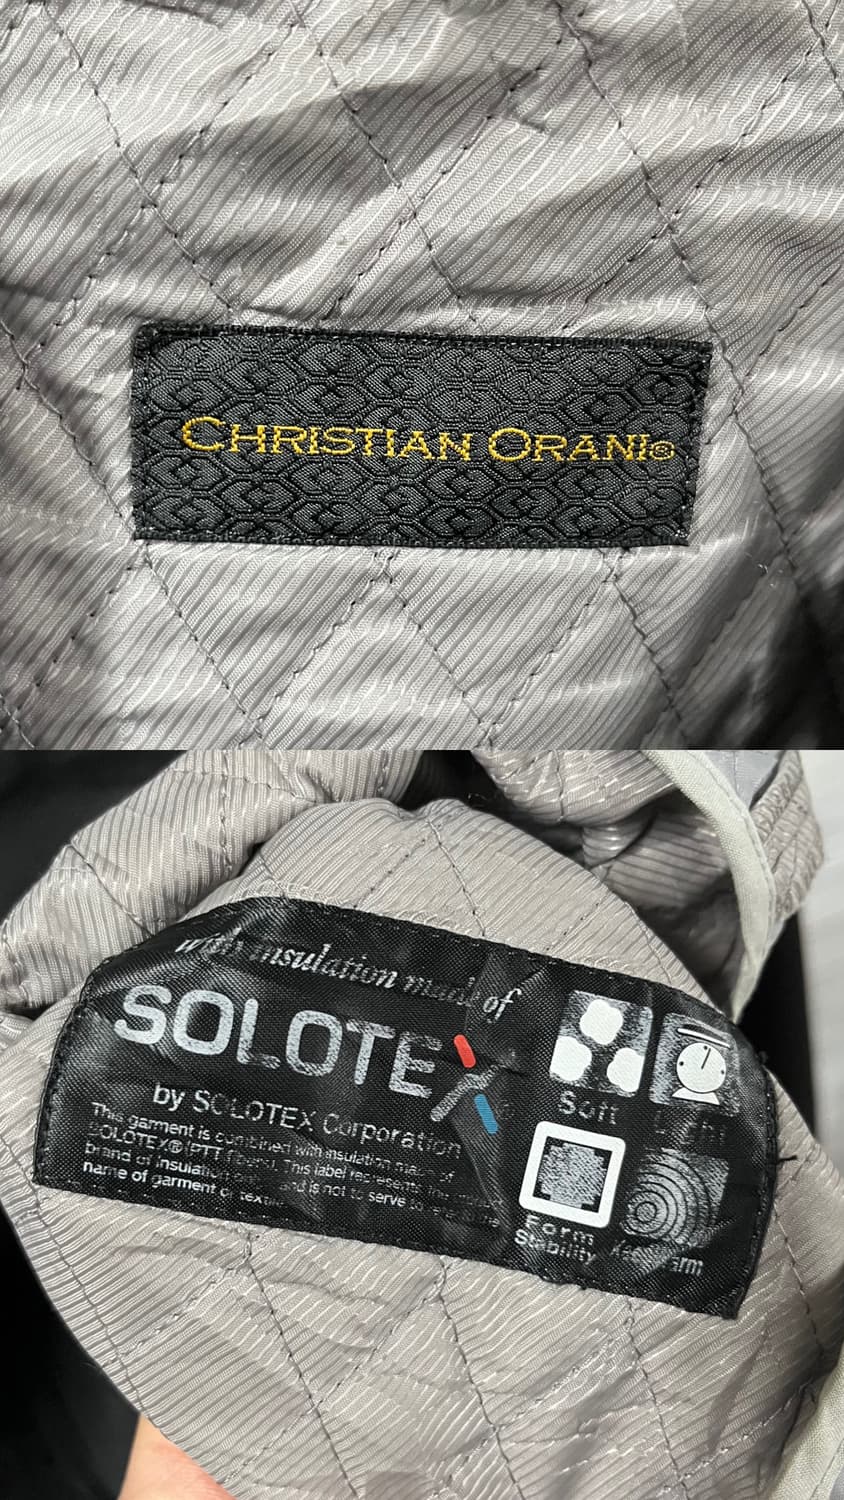 CHRISTIAN ORANI®
with insulation made of
SOLOTEX
by SOLOTEX Corporation
This garment is combined with insulation made of
SOLOTEX® (PTT fibers). This label represents the
brand of insulation and is not to serve
name of garment
Soft
Light
Form
Stability